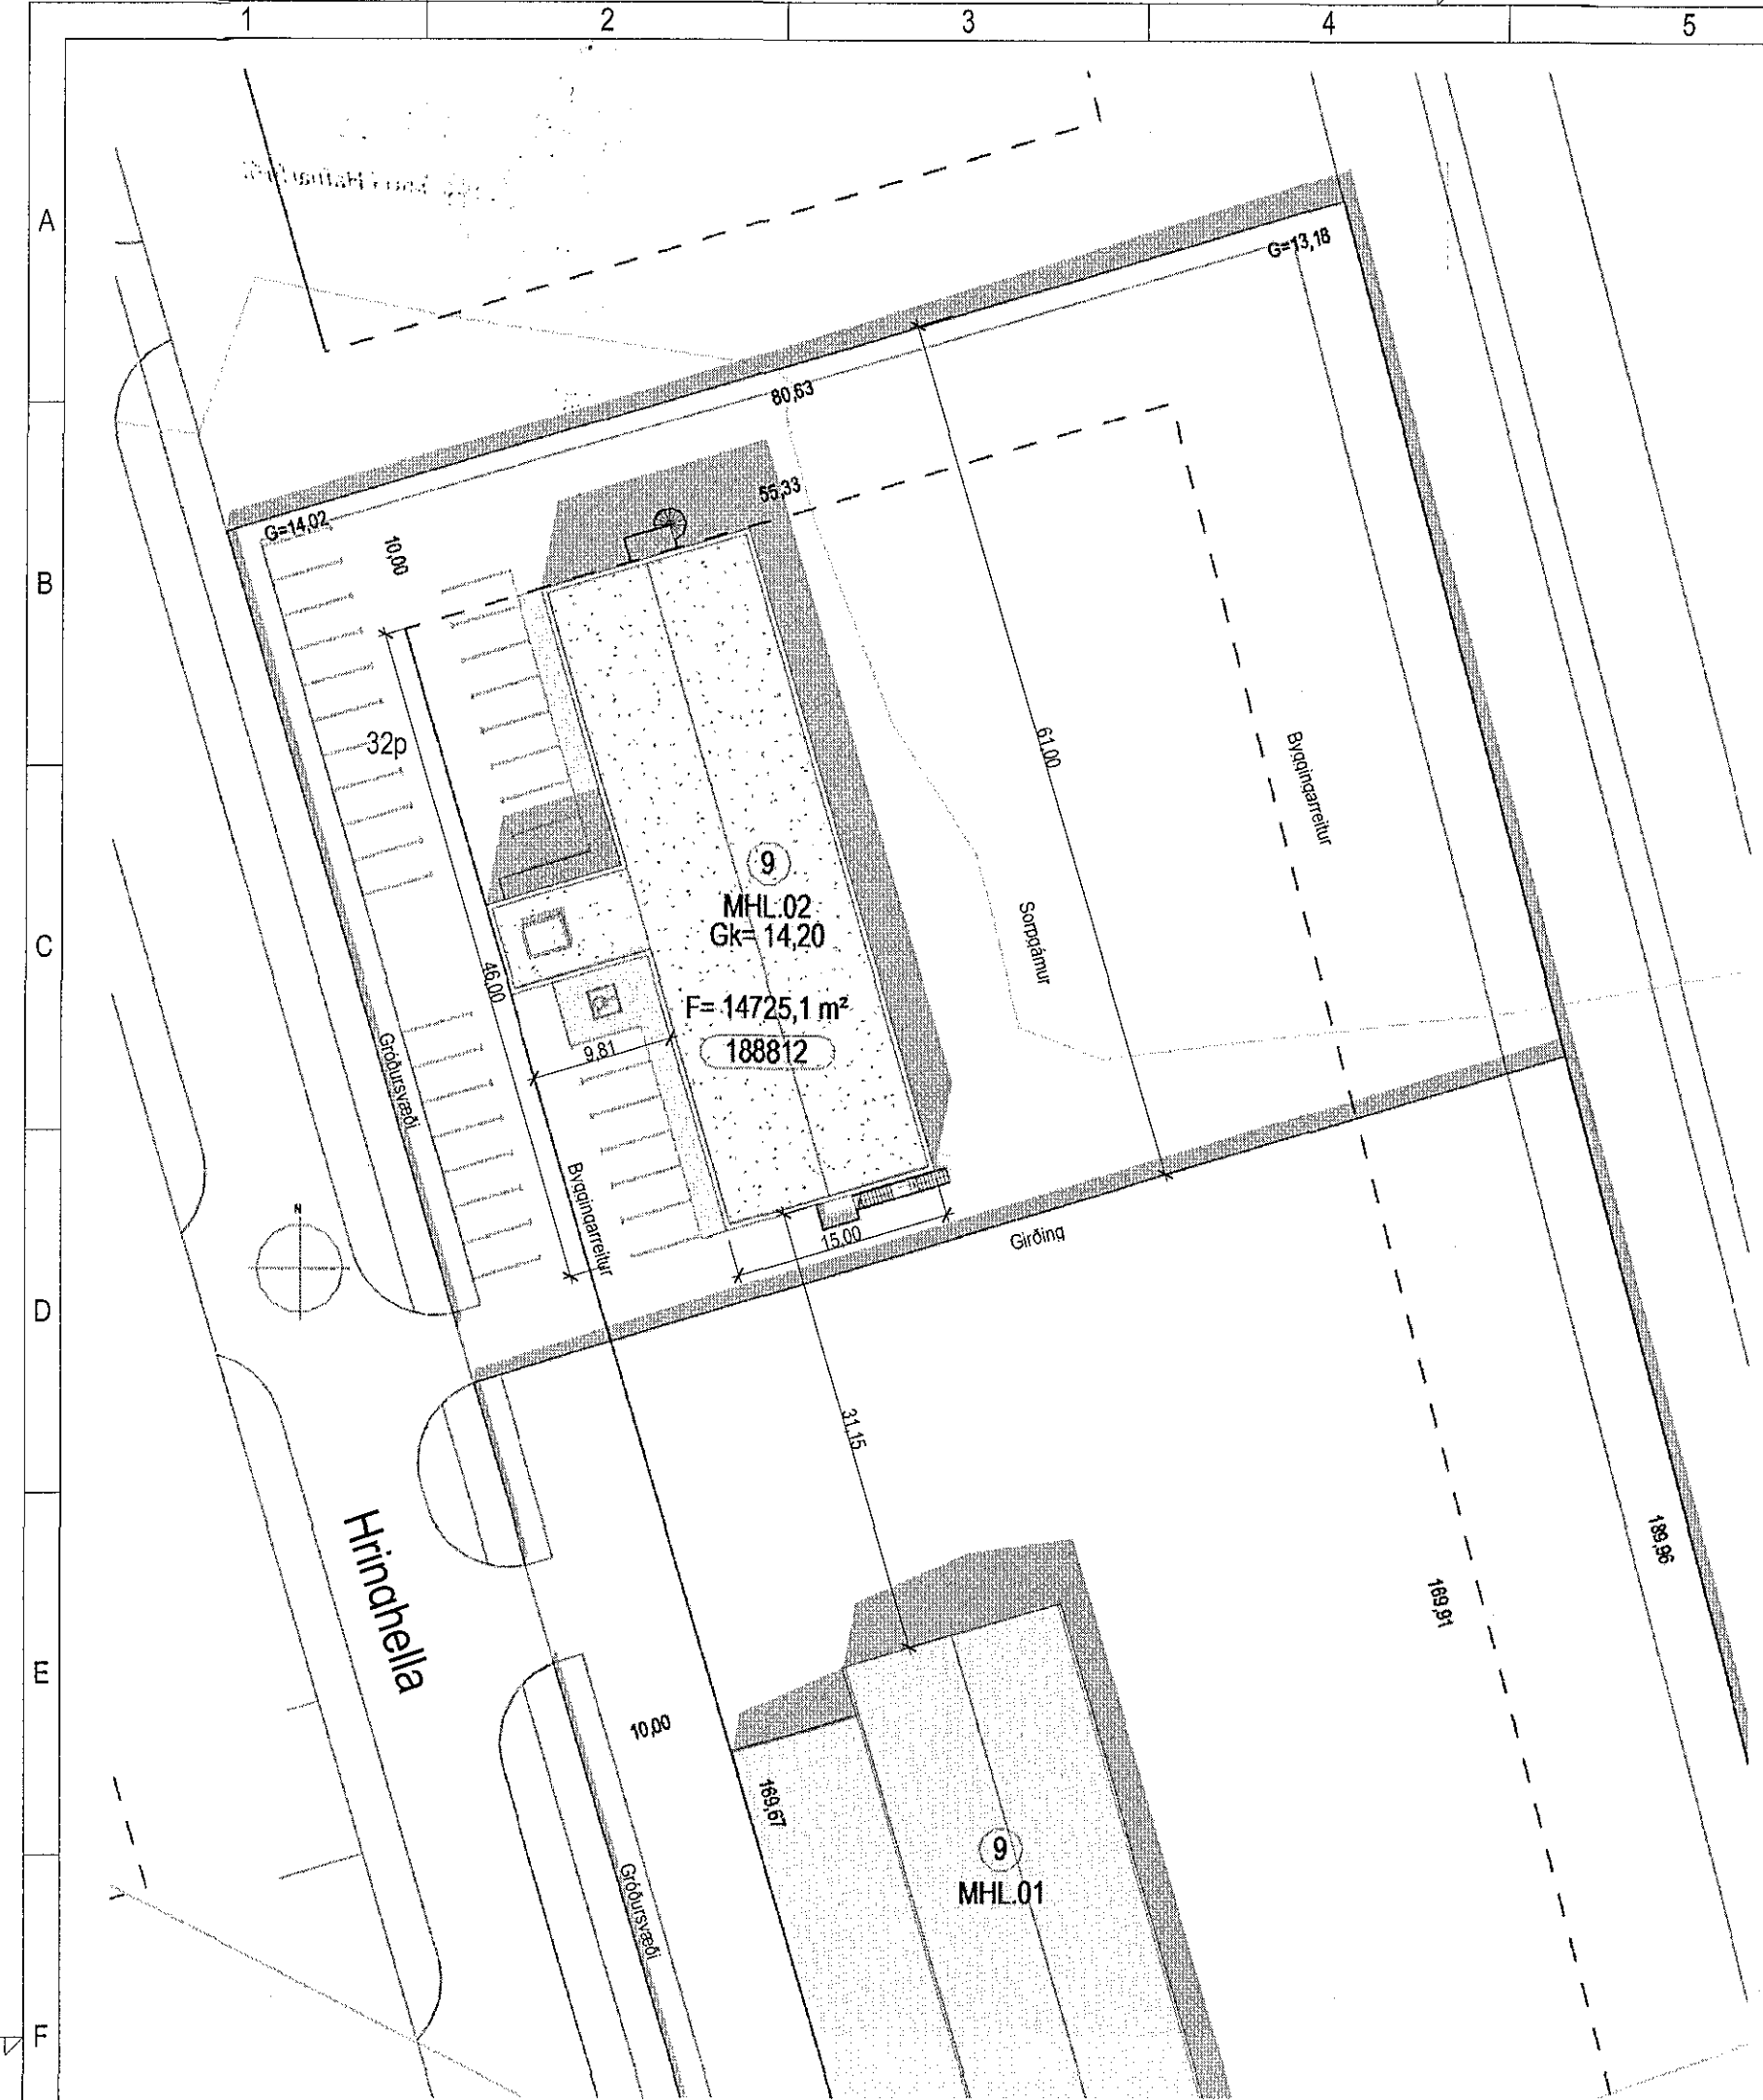 1
2
3
4
5
A
B
C
D
E
F
G=13,18
80,63
55,33
G=14,02
10,00
32p
61,00
Byggingarreitur
9
MHL.02
Gk= 14,20
Sorpgámur
46,00
F= 14725,1 m²
188812
9,81
Gróðursvæði
Byggingarreitur
N
15,00
Girðing
31,15
Hringhella
189,96
169,91
10,00
169,67
9
MHL.01
Gróðursvæði